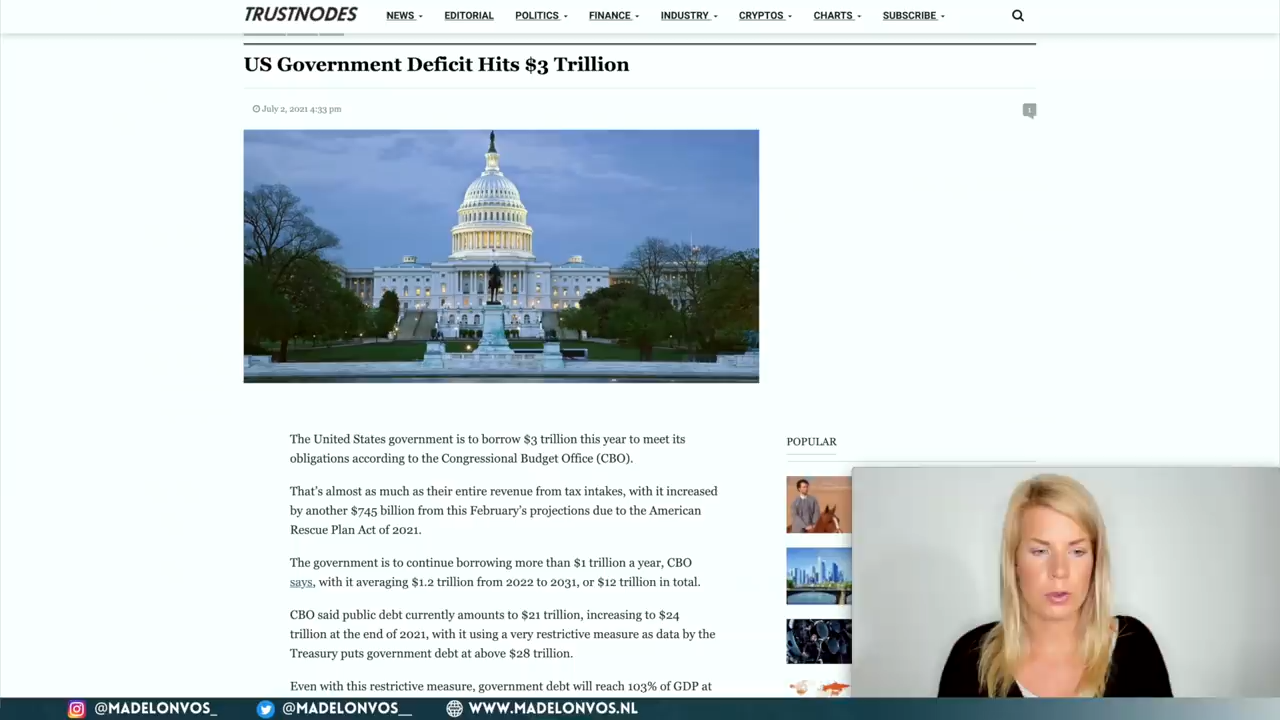 TRUSTNODES
NEWS
EDITORIAL
POLITICS
FINANCE
INDUSTRY
CRYPTOS
CHARTS
SUBSCRIBE
US Government Deficit Hits $3 Trillion
July 2, 2021 4:33 pm
1
The United States government is to borrow $3 trillion this year to meet its
obligations according to the Congressional Budget Office (CBO).
That's almost as much as their entire revenue from tax intakes, with it increased
by another $745 billion from this February's projections due to the American
Rescue Plan Act of 2021.
The government is to continue borrowing more than $1 trillion a year, CBO
says, with it averaging $1.2 trillion from 2022 to 2031, or $12 trillion in total.
CBO said public debt currently amounts to $21 trillion, increasing to $24
trillion at the end of 2021, with it using a very restrictive measure as data by the
Treasury puts government debt at above $28 trillion.
Even with this restrictive measure, government debt will reach 103% of GDP at
POPULAR
@MADELONVOS_
@MADELONVOS__
WWW.MADELONVOS.NL